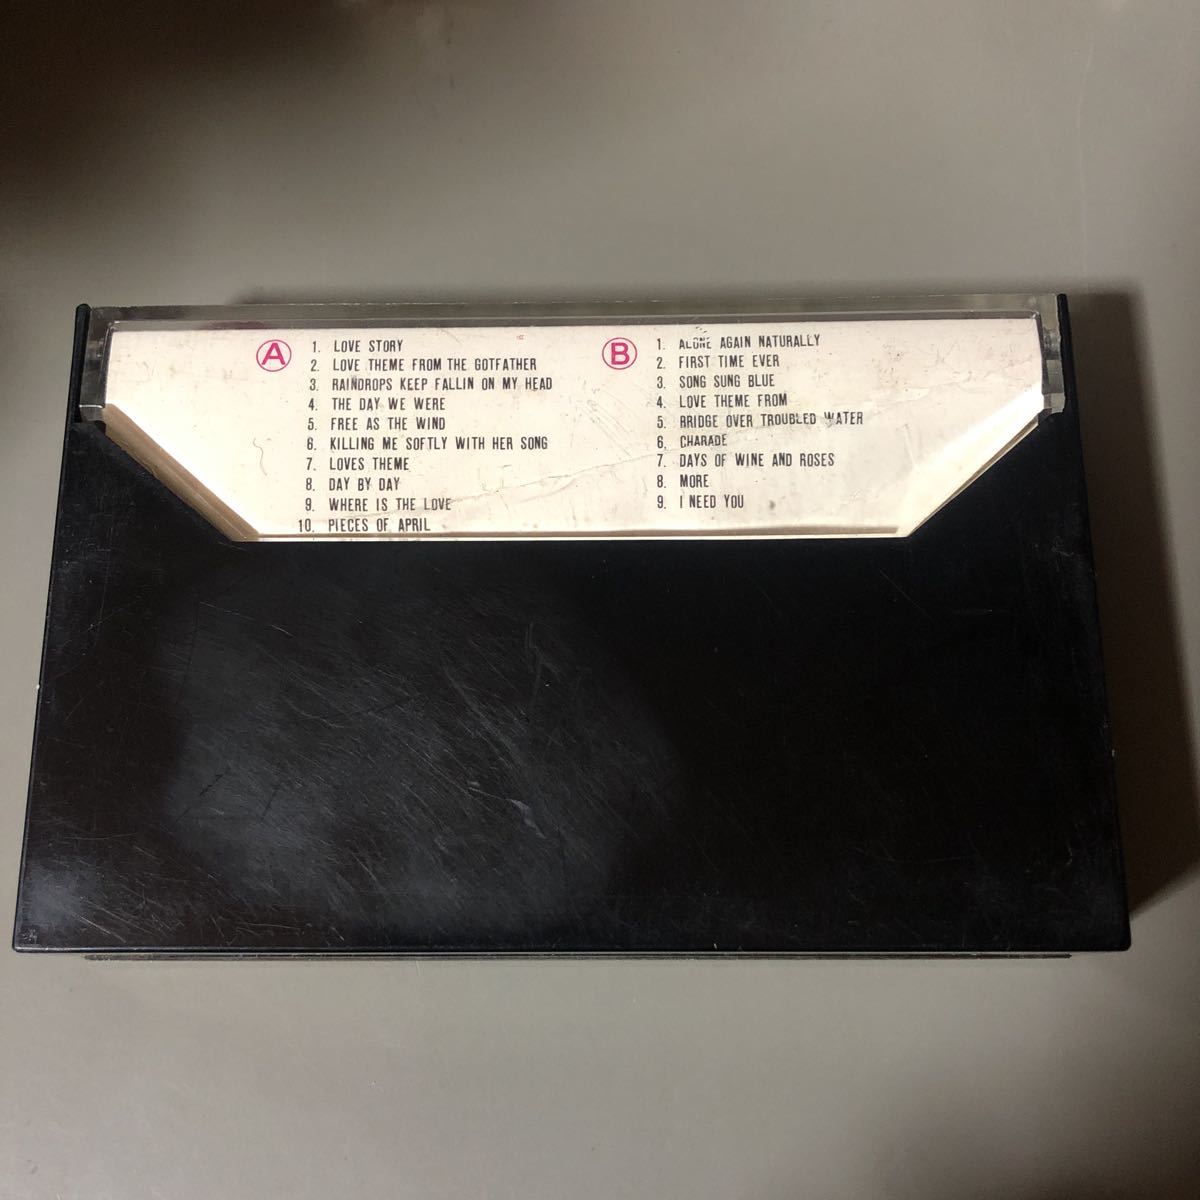 A
1. LOVE STORY
2. LOVE THEME FROM THE GOTFATHER
3. RAINDROPS KEEP FALLIN ON MY HEAD
4. THE DAY WE WERE
5. FREE AS THE WIND
6. KILLING ME SOFTLY WITH HER SONG
7. LOVES THEME
8. DAY BY DAY
9. WHERE IS THE LOVE
10. PIECES OF APRIL
B
1. ALONE AGAIN NATURALLY
2. FIRST TIME EVER
3. SONG SUNG BLUE
4. LOVE THEME FROM
5. BRIDGE OVER TROUBLED WATER
6. CHARADE
7. DAYS OF WINE AND ROSES
8. MORE
9. I NEED YOU